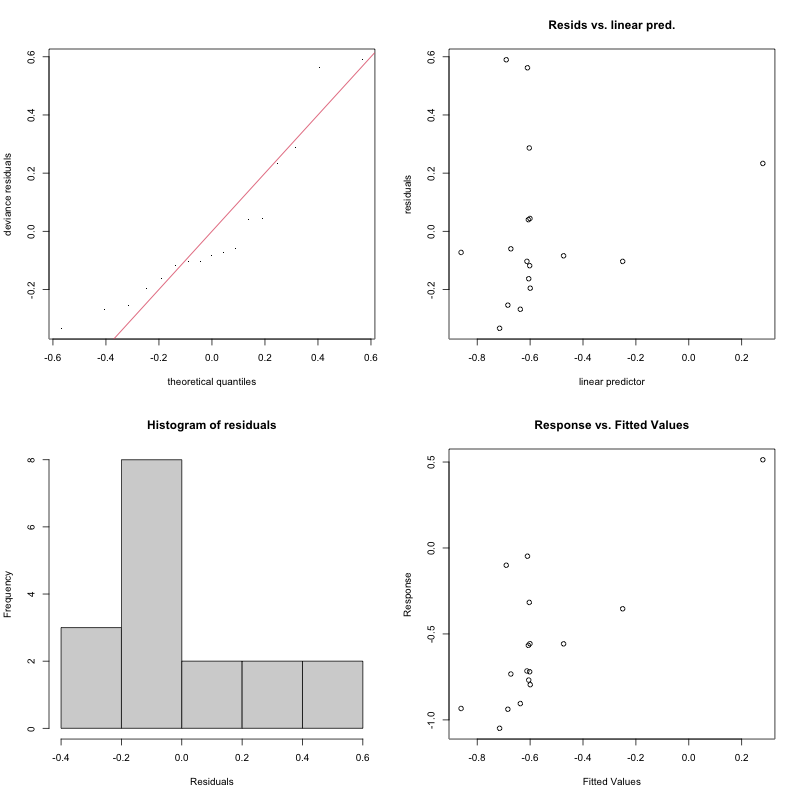 deviance residuals
-0.2 0.0 0.2 0.4 0.6
-0.6 -0.4 -0.2 0.0 0.2 0.4 0.6
theoretical quantiles
Resids vs. linear pred.
residuals
-0.2 0.0 0.2 0.4 0.6
-0.8 -0.6 -0.4 -0.2 0.0 0.2
linear predictor
Histogram of residuals
Frequency
0 2 4 6 8
-0.4 -0.2 0.0 0.2 0.4 0.6
Residuals
Response vs. Fitted Values
Response
-1.0 -0.5 0.0 0.5
-0.8 -0.6 -0.4 -0.2 0.0 0.2
Fitted Values